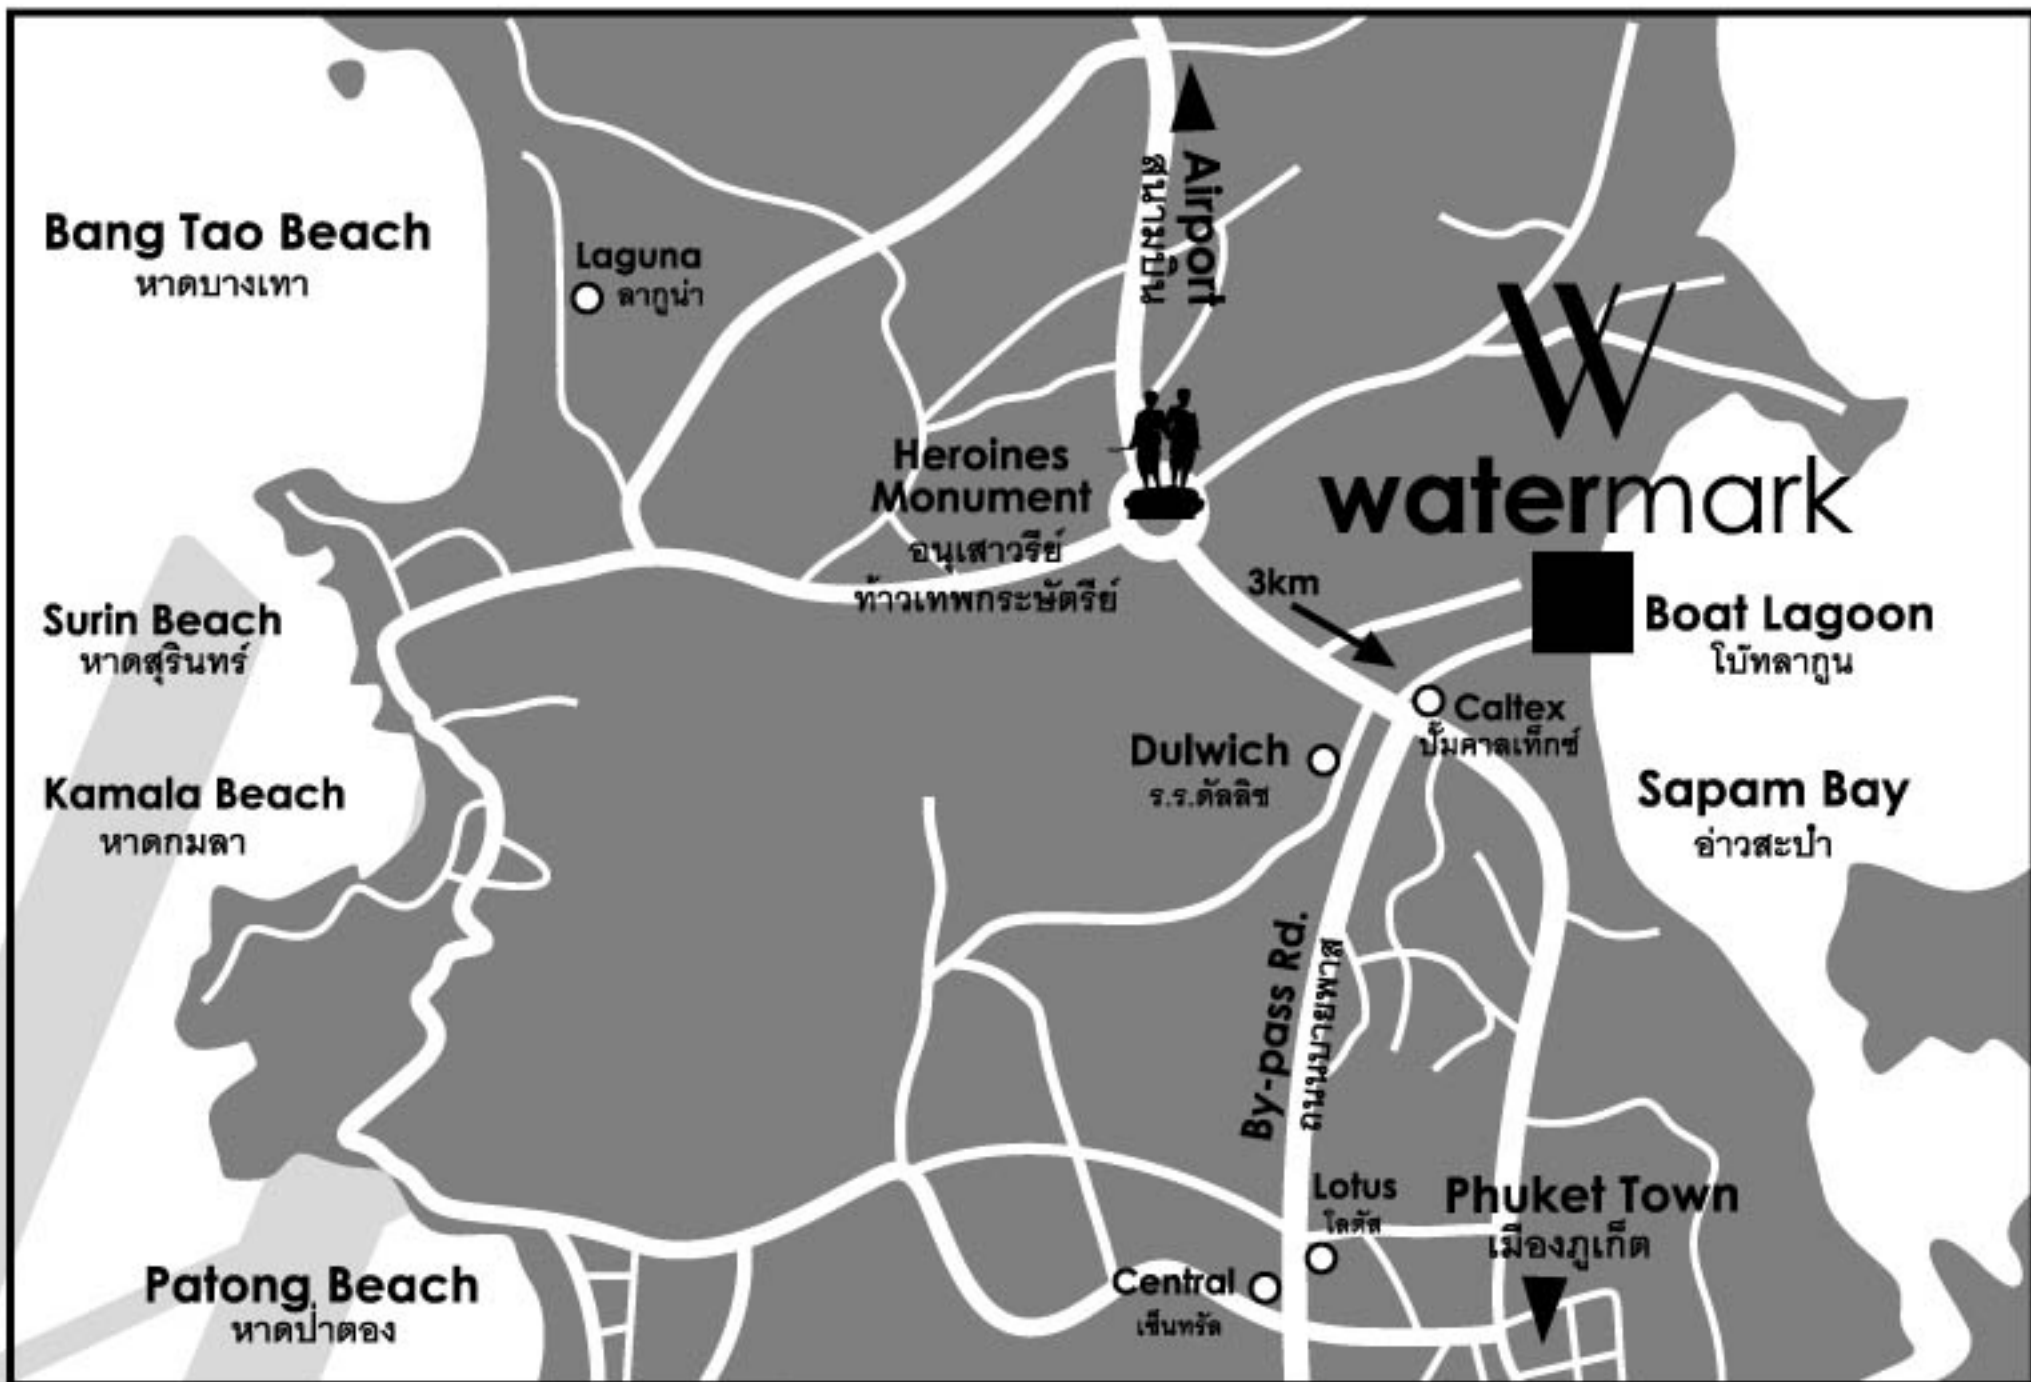 Airport
สนามบิน
Bang Tao Beach
หาดบางเทา
Laguna
ลากูน่า
W
watermark
Heroines
Monument
อนุเสาวรีย์
ท้าวเทพกระษัตรีย์
3km
Boat Lagoon
โบ๊ทลากูน
Surin Beach
หาดสุรินทร์
Caltex
ปั๊มคาลเท็กซ์
Dulwich
ร.ร.ดัลลิช
Kamala Beach
หาดกมลา
Sapam Bay
อ่าวสะปำ
By-pass Rd.
ถนนบายพาส
Lotus
โลตัส
Phuket Town
เมืองภูเก็ต
Central
เซ็นทรัล
Patong Beach
หาดป่าตอง